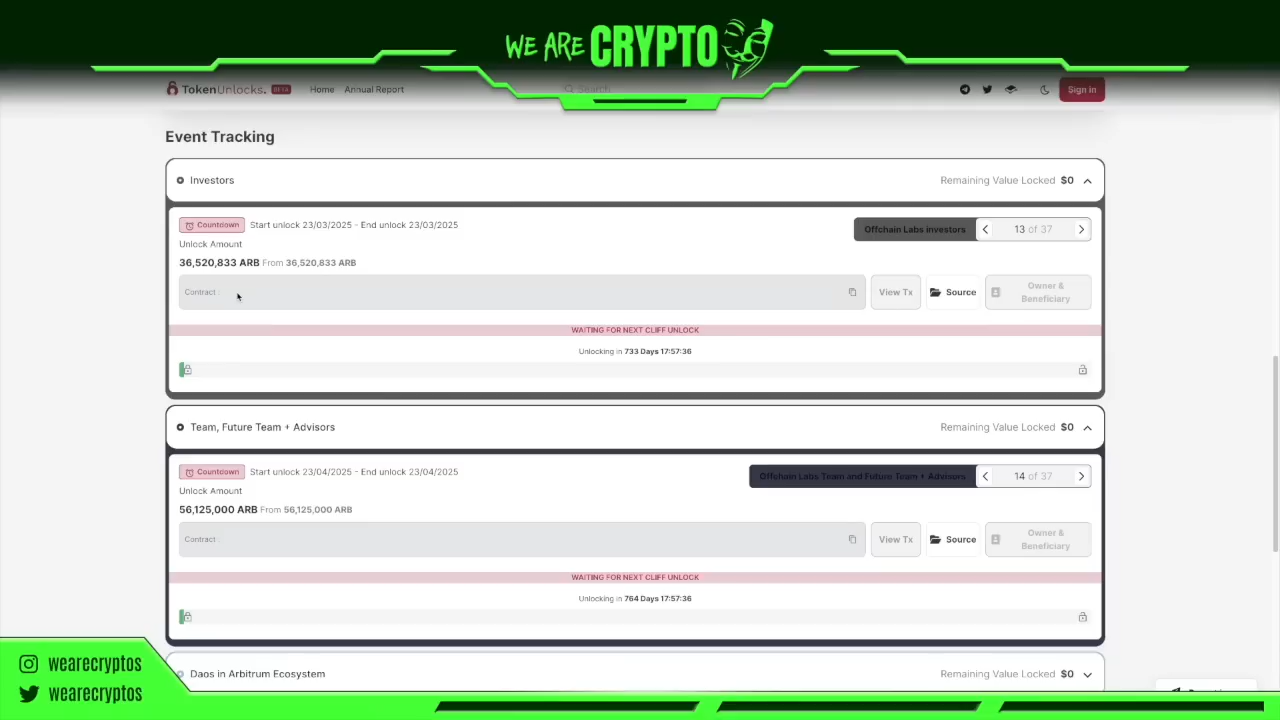 WE ARE CRYPTO
TokenUnlocks. BETA Home Annual Report Search Sign in
Event Tracking
Investors Remaining Value Locked $0
Countdown Start unlock 23/03/2025 - End unlock 23/03/2025 Offchain Labs investors 13 of 37
Unlock Amount
36,520,833 ARB From 36,520,833 ARB
Contract : View Tx Source Owner &
Beneficiary
WAITING FOR NEXT CLIFF UNLOCK
Unlocking in 733 Days 17:57:36
Team, Future Team + Advisors Remaining Value Locked $0
Countdown Start unlock 23/04/2025 - End unlock 23/04/2025 Offchain Labs Team and Future Team + Advisors 14 of 37
Unlock Amount
56,125,000 ARB From 56,125,000 ARB
Contract : View Tx Source Owner &
Beneficiary
WAITING FOR NEXT CLIFF UNLOCK
Unlocking in 764 Days 17:57:36
Daos in Arbitrum Ecosystem Remaining Value Locked $0
wearecryptos
wearecryptos